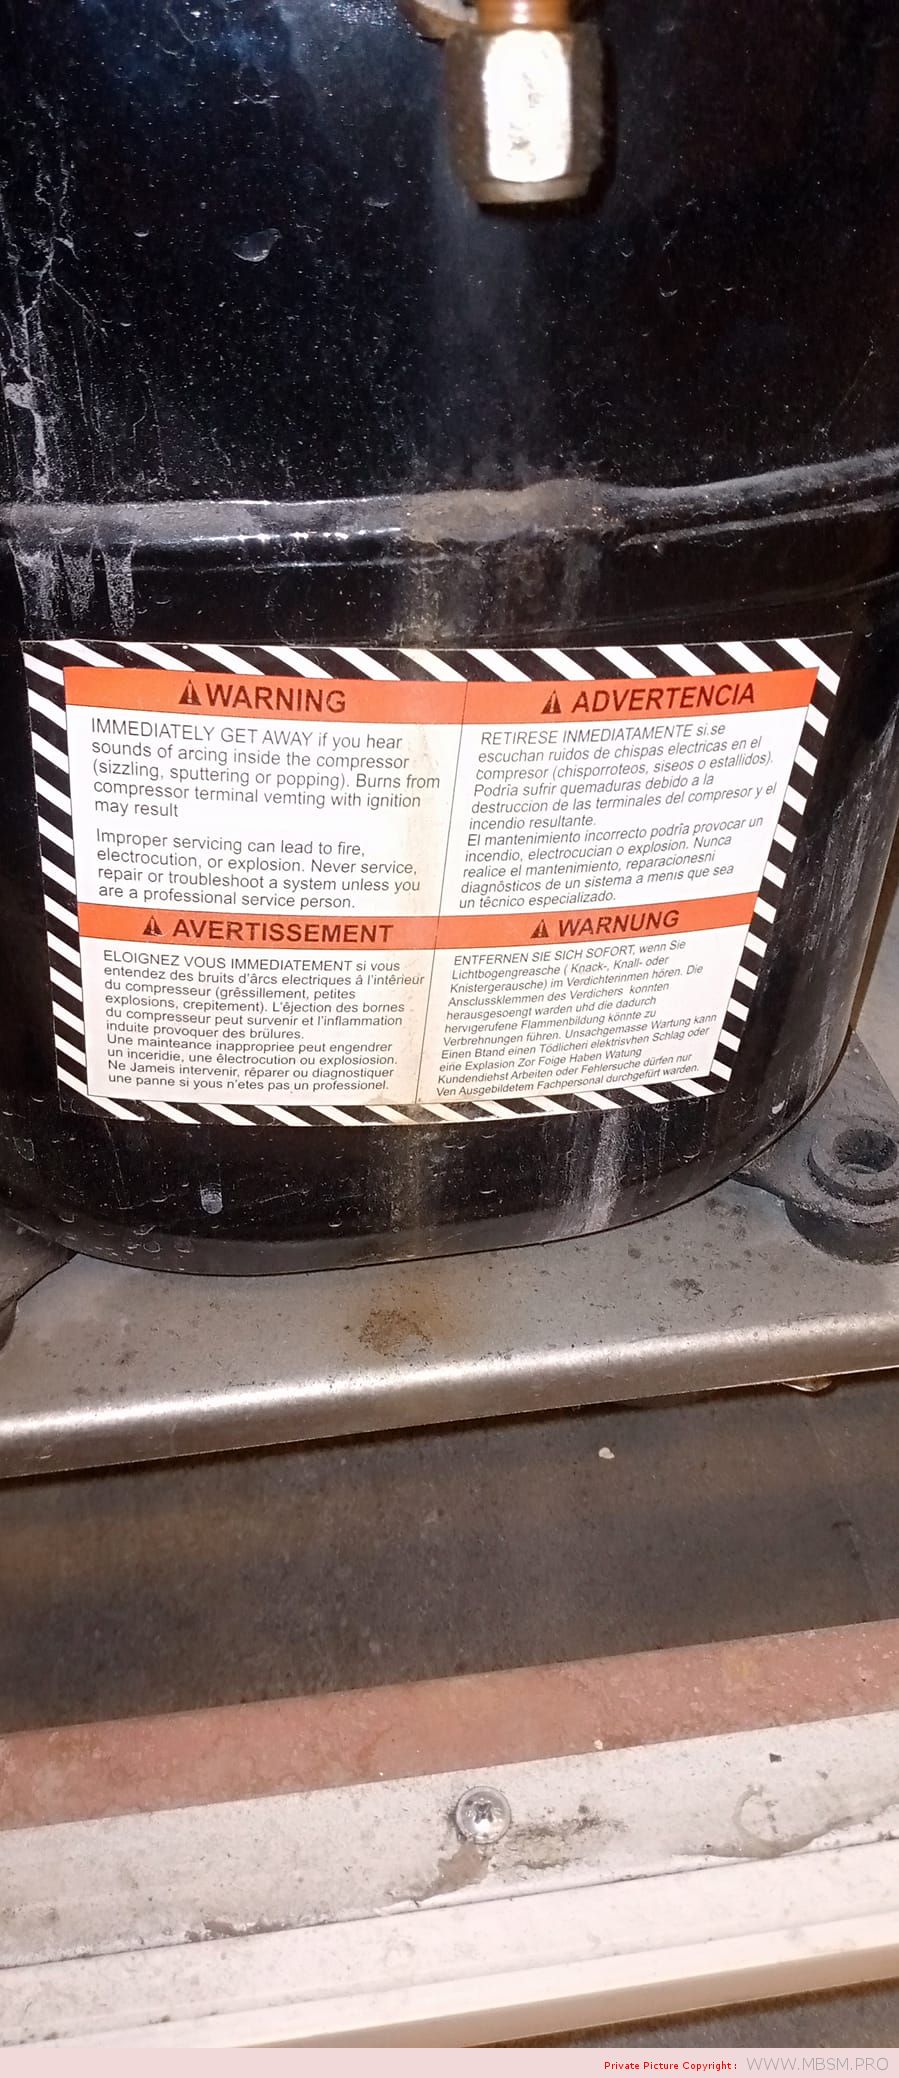 WARNING
IMMEDIATELY GET AWAY if you hear
sounds of arcing inside the compressor
(sizzling, sputtering or popping). Burns from
compressor terminal vemting with ignition
may result
Improper servicing can lead to fire,
electrocution, or explosion. Never service,
repair or troubleshoot a system unless you
are a professional service person.
ADVERTENCIA
RETIRESE INMEDIATAMENTE si.se
escuchan ruidos de chispas electricas en el
compresor (chisporroteos, siseos o estallidos).
Podria sufrir quemaduras debido a la
destruccion de las terminales del compresor y el
incendio resultante.
El mantenimiento incorrecto podrîa provocar un
incendio, electrocucian o explosion. Nunca
realice el mantenimiento, reparacionesni
diagnôsticos de un sistema a menis que sea
un têcnico especializado.
AVERTISSEMENT
ELOIGNEZ VOUS IMMEDIATEMENT si vous
entendez des bruits d'ârcs electriques â l'intêrieur
du compresseur (grêssillement, petites
explosions, crepitement). L'êjection des bornes
du compresseur peut survenir et l'inflammation
induite provoquer des brûlures.
Une mainteance inappropriee peut engendrer
un inceridie, une êlectrocution ou explosiosion.
Ne Jameis intervenir, rêparer ou diagnostiquer
une panne si yous n'etes pas un professionel.
WARNUNG
ENTFERNEN SIE SICH SOFORT, wenn Sie
Lichtbogengreasche ( Knack-, Knall- oder
Knistergerausche) im Verdichterinmen hören. Die
Ansclussklemmen des Verdichers konnten
herausgesoengt warden uhd die dadurch
hervigerufene Flammenbildung könnte zu
Verbrehnungen führen. Unsachgemasse Wartung kann
Einen Btand einen Tödlicheri elektrisvhen Schlag oder
eine Explasion Zor Foige Haben Watung
Kundendiehst Arbeiten oder Fehlersuche dürfen nur
Ven Ausgebildetem Fachpersonal durchgefürt warden.
Private Picture Copyright : WWW.MBSM.PRO